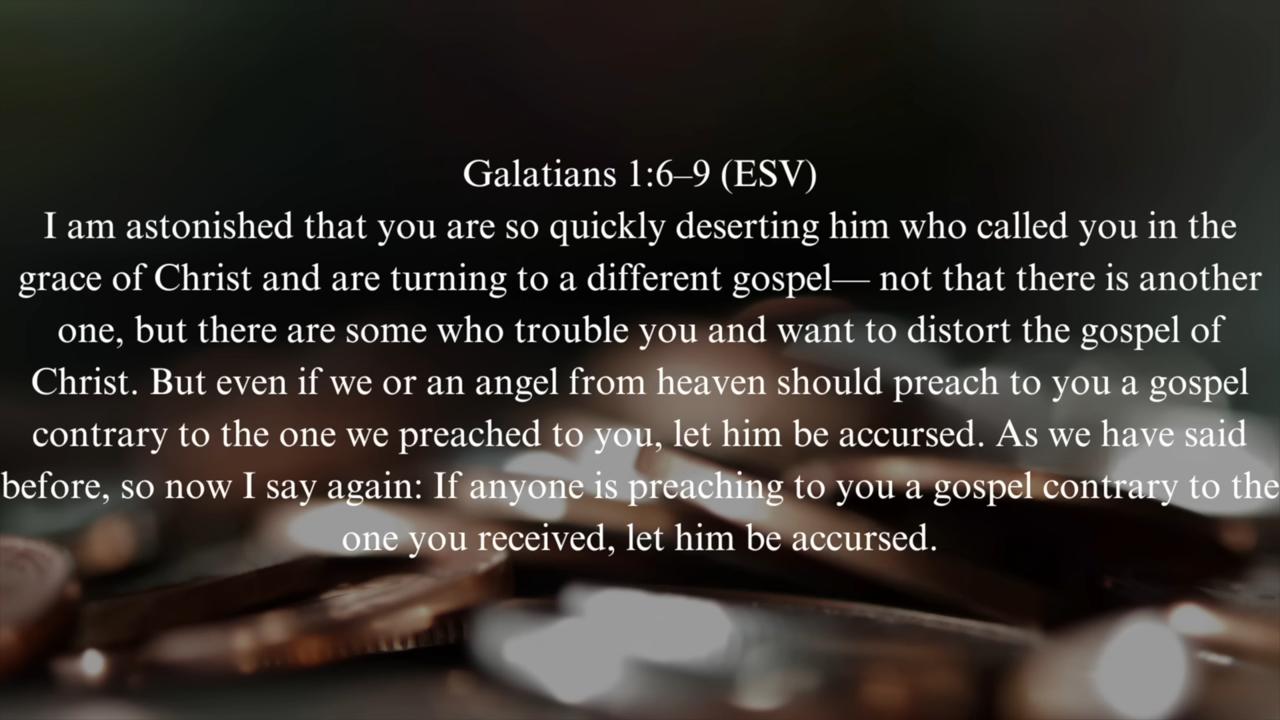 Galatians 1:6–9 (ESV)
I am astonished that you are so quickly deserting him who called you in the
grace of Christ and are turning to a different gospel— not that there is another
one, but there are some who trouble you and want to distort the gospel of
Christ. But even if we or an angel from heaven should preach to you a gospel
contrary to the one we preached to you, let him be accursed. As we have said
before, so now I say again: If anyone is preaching to you a gospel contrary to the
one you received, let him be accursed.